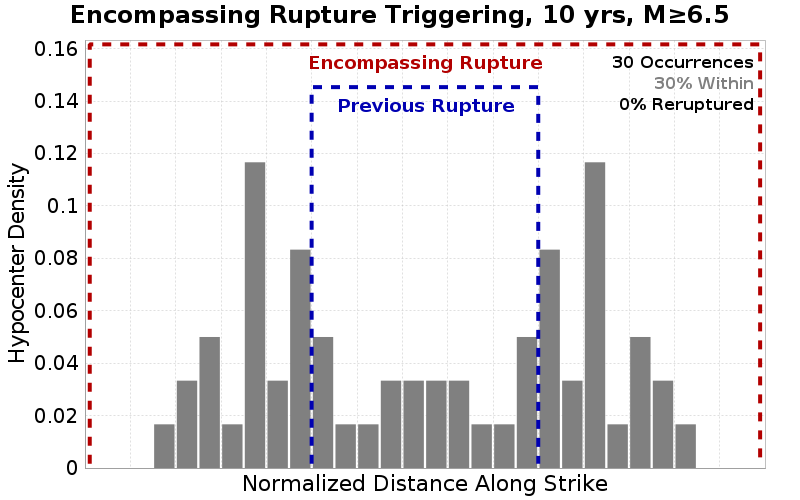 Encompassing Rupture Triggering, 10 yrs, M≥6.5
Encompassing Rupture
Previous Rupture
30 Occurrences
30% Within
0% Reruptured
Hypocenter Density
0.16
0.14
0.12
0.1
0.08
0.06
0.04
0.02
0
Normalized Distance Along Strike